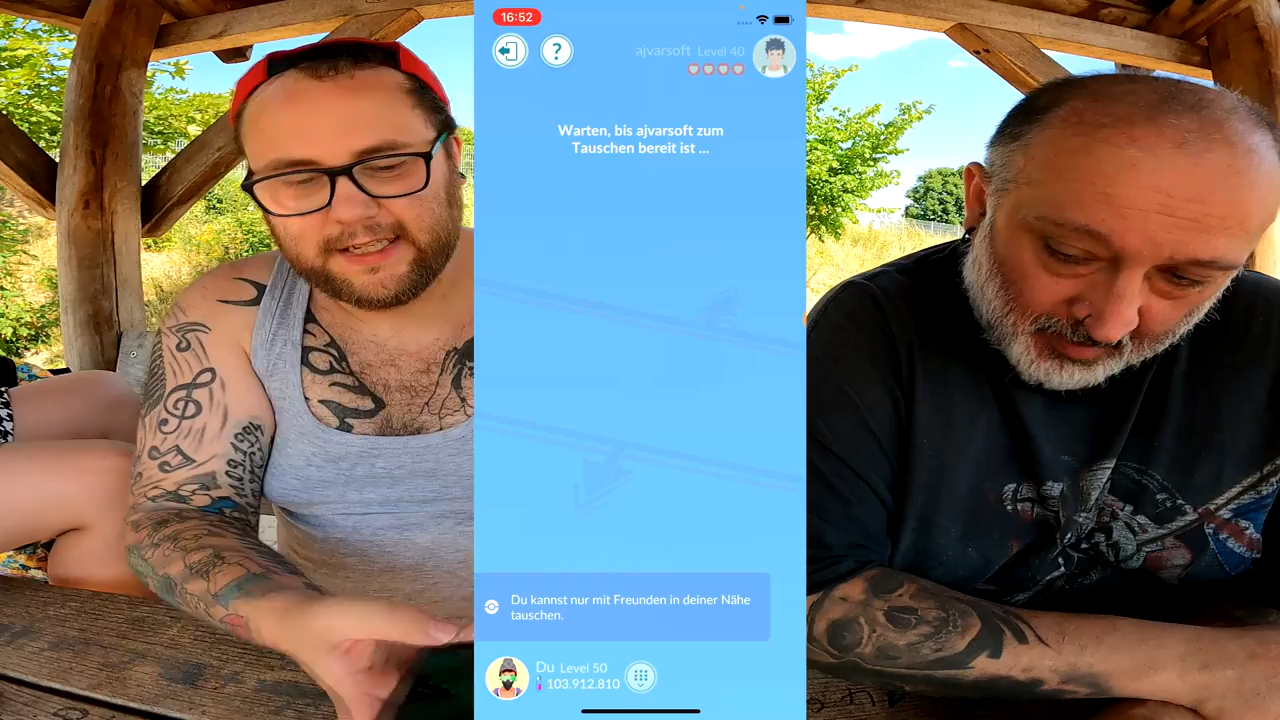 16:52
?
ajvarsoft Level 40
Warten, bis ajvarsoft zum
Tauschen bereit ist ...
Du kannst nur mit Freunden in deiner Nähe
tauschen.
Du Level 50
103.912.810